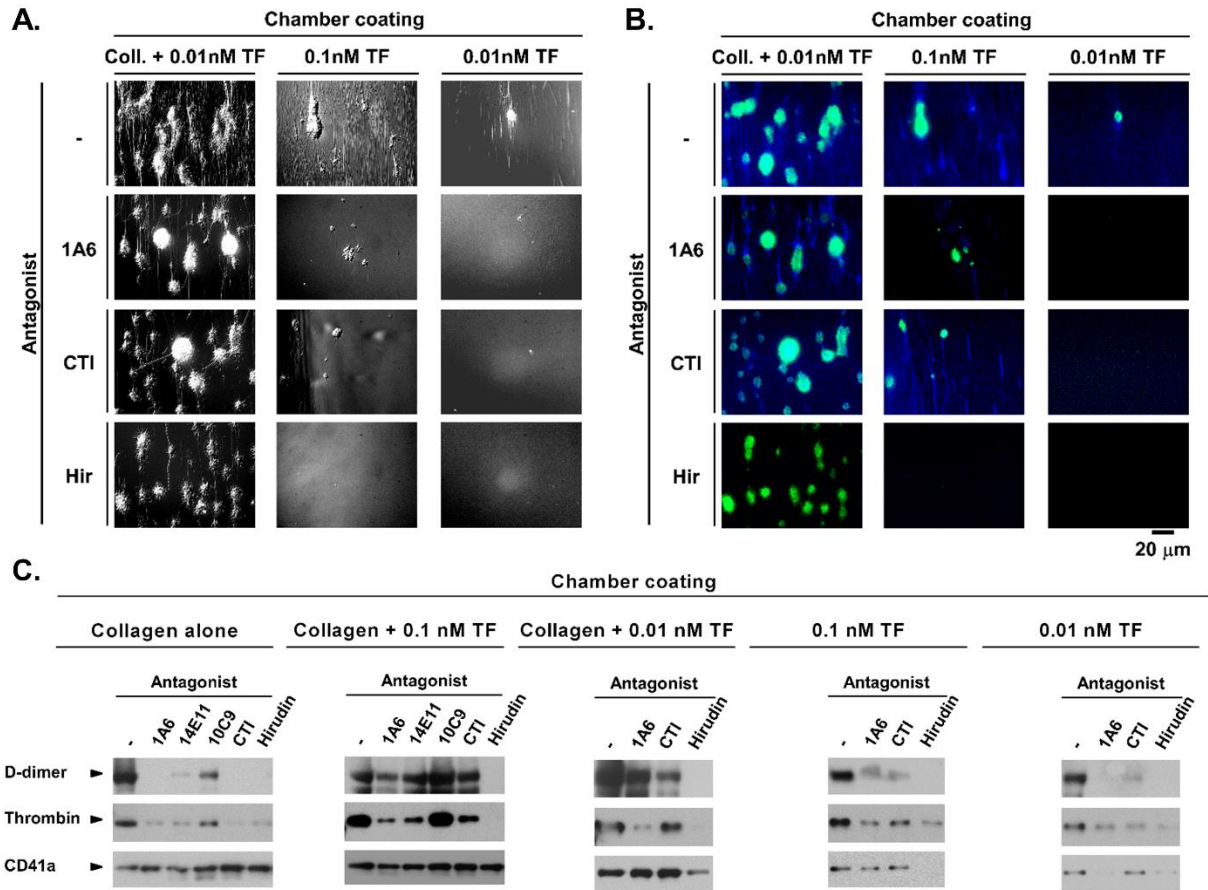 A.
Chamber coating
Coll. + 0.01nM TF 0.1nM TF 0.01nM TF
Antagonist
-
1A6
CTI
Hir
B.
Chamber coating
Coll. + 0.01nM TF 0.1nM TF 0.01nM TF
Antagonist
-
1A6
CTI
Hir
20 μm
C.
Chamber coating
Collagen alone Collagen + 0.1 nM TF Collagen + 0.01 nM TF 0.1 nM TF 0.01 nM TF
Antagonist Antagonist Antagonist Antagonist Antagonist
- 1A6 14E11 10C9 CTI Hirudin - 1A6 14E11 10C9 CTI Hirudin - 1A6 CTI Hirudin - 1A6 CTI Hirudin - 1A6 CTI Hirudin
D-dimer
Thrombin
CD41a